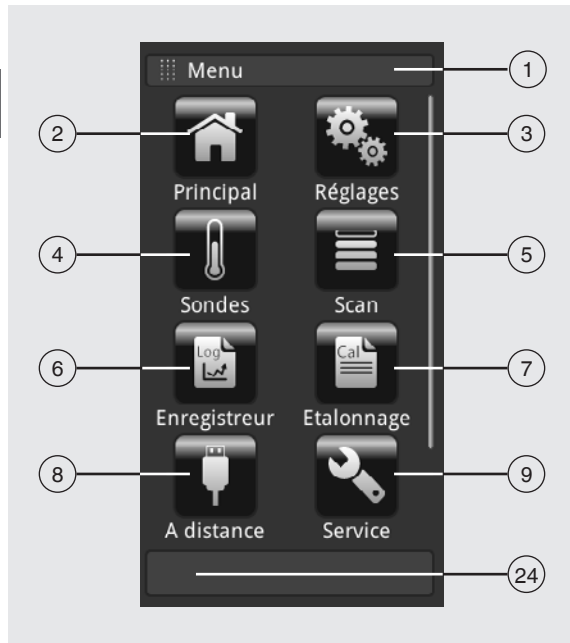 Menu
1
2
3
Principal
Réglages
4
5
Sondes
Scan
6
Log
Cal
7
Enregistreur
Etalonnage
8
9
A distance
Service
24